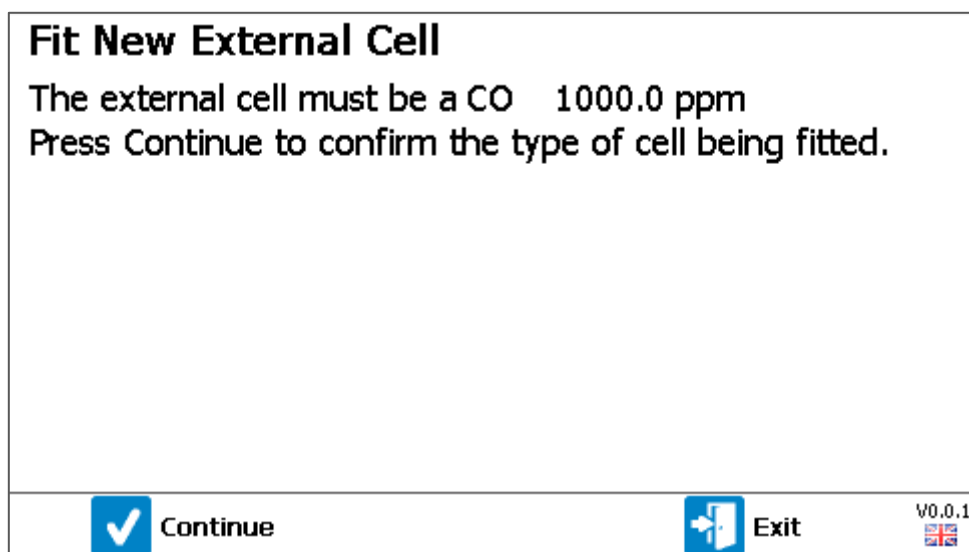 Fit New External Cell
The external cell must be a CO 1000.0 ppm
Press Continue to confirm the type of cell being fitted.
Continue
Exit
V0.0.1